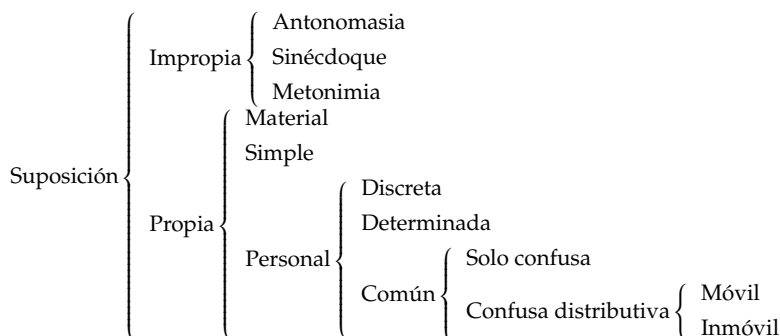 Suposición
Impropia
Antonomasia
Sinécdoque
Metonimia
Propia
Material
Simple
Personal
Discreta
Determinada
Común
Solo confusa
Confusa distributiva
Móvil
Inmóvil